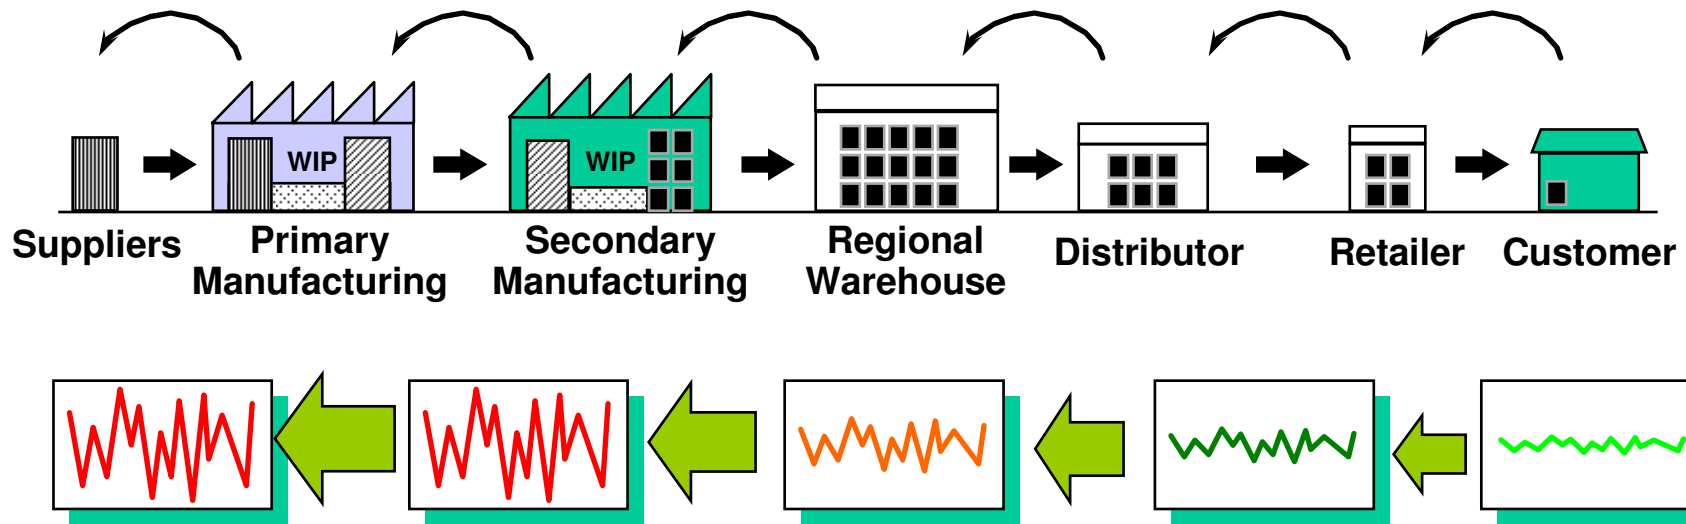 WIP
WIP
Suppliers
Primary
Manufacturing
Secondary
Manufacturing
Regional
Warehouse
Distributor
Retailer
Customer